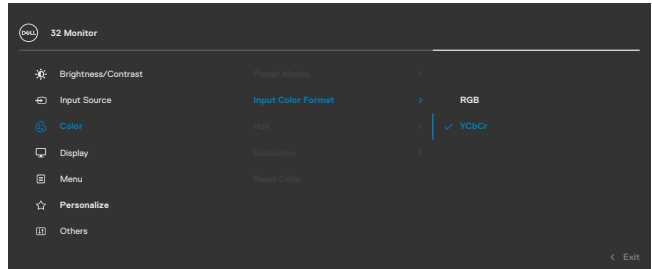 DELL
32 Monitor
Brightness/Contrast
Preset Modes
Input Source
Input Color Format
RGB
Color
Hue
YCbCr
Display
Saturation
Menu
Reset Color
Personalize
Others
Exit